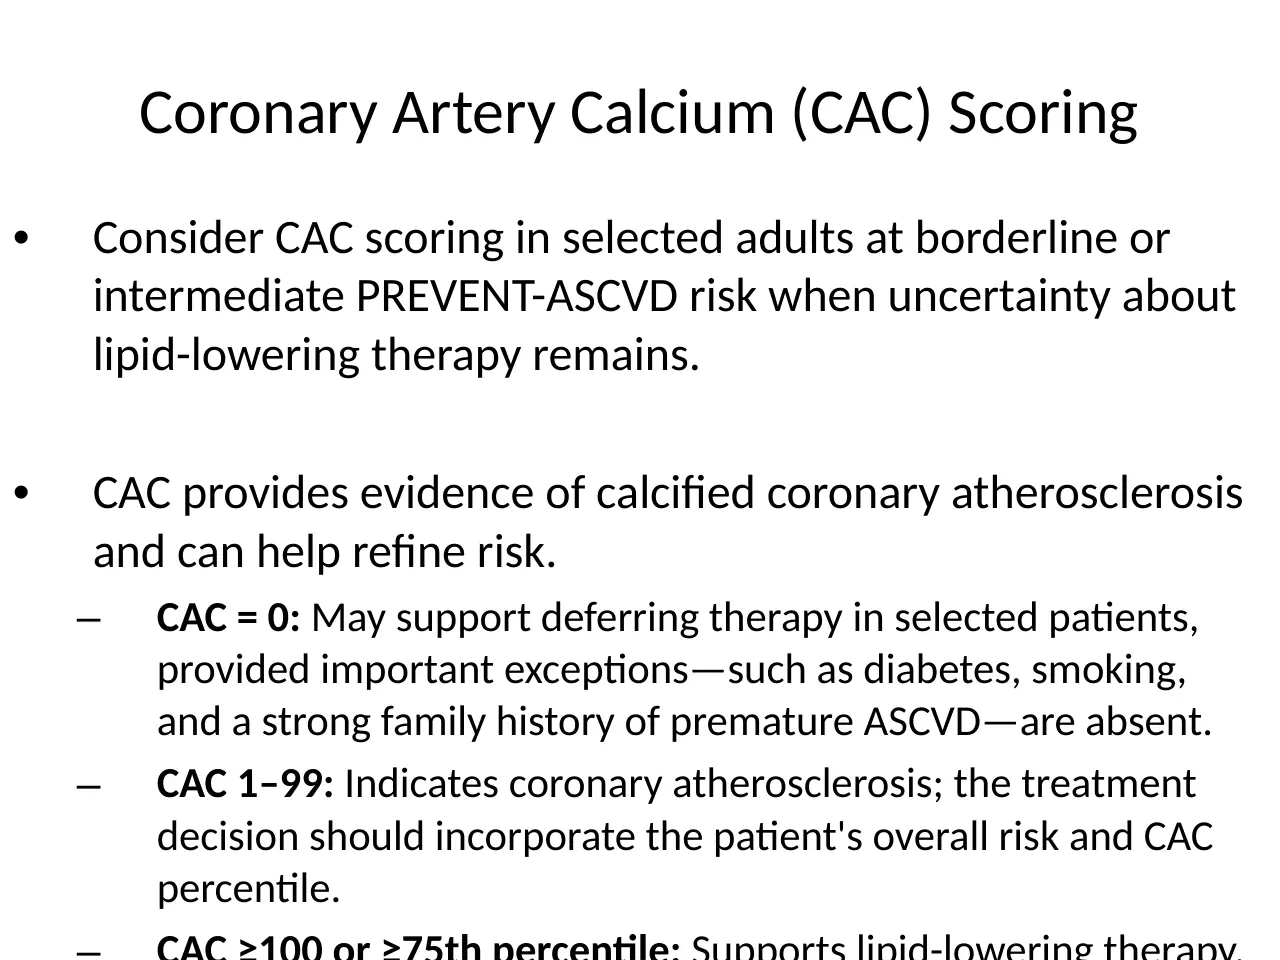 Coronary Artery Calcium (CAC) Scoring
• Consider CAC scoring in selected adults at borderline or
intermediate PREVENT-ASCVD risk when uncertainty about
lipid-lowering therapy remains.
• CAC provides evidence of calcified coronary atherosclerosis
and can help refine risk.
– CAC = 0: May support deferring therapy in selected patients,
provided important exceptions—such as diabetes, smoking,
and a strong family history of premature ASCVD—are absent.
– CAC 1–99: Indicates coronary atherosclerosis; the treatment
decision should incorporate the patient's overall risk and CAC
percentile.
– CAC ≥100 or ≥75th percentile: Supports lipid-lowering therapy.